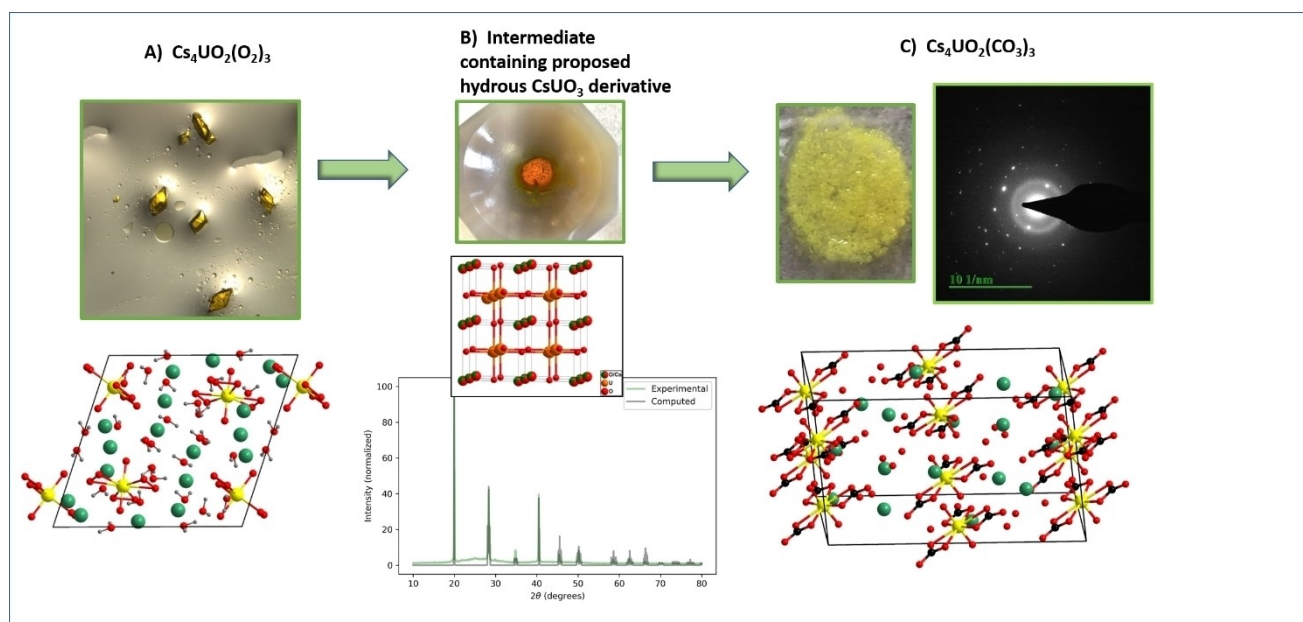 A) Cs₄UO₂(O₂)₃
B) Intermediate
containing proposed
hydrous CsUO₃ derivative
C) Cs₄UO₂(CO₃)₃
10 1/nm
O/Cs
U
O
Experimental
Computed
Intensity (normalized)
100
80
60
40
20
0
10 20 30 40 50 60 70 80
2θ (degrees)